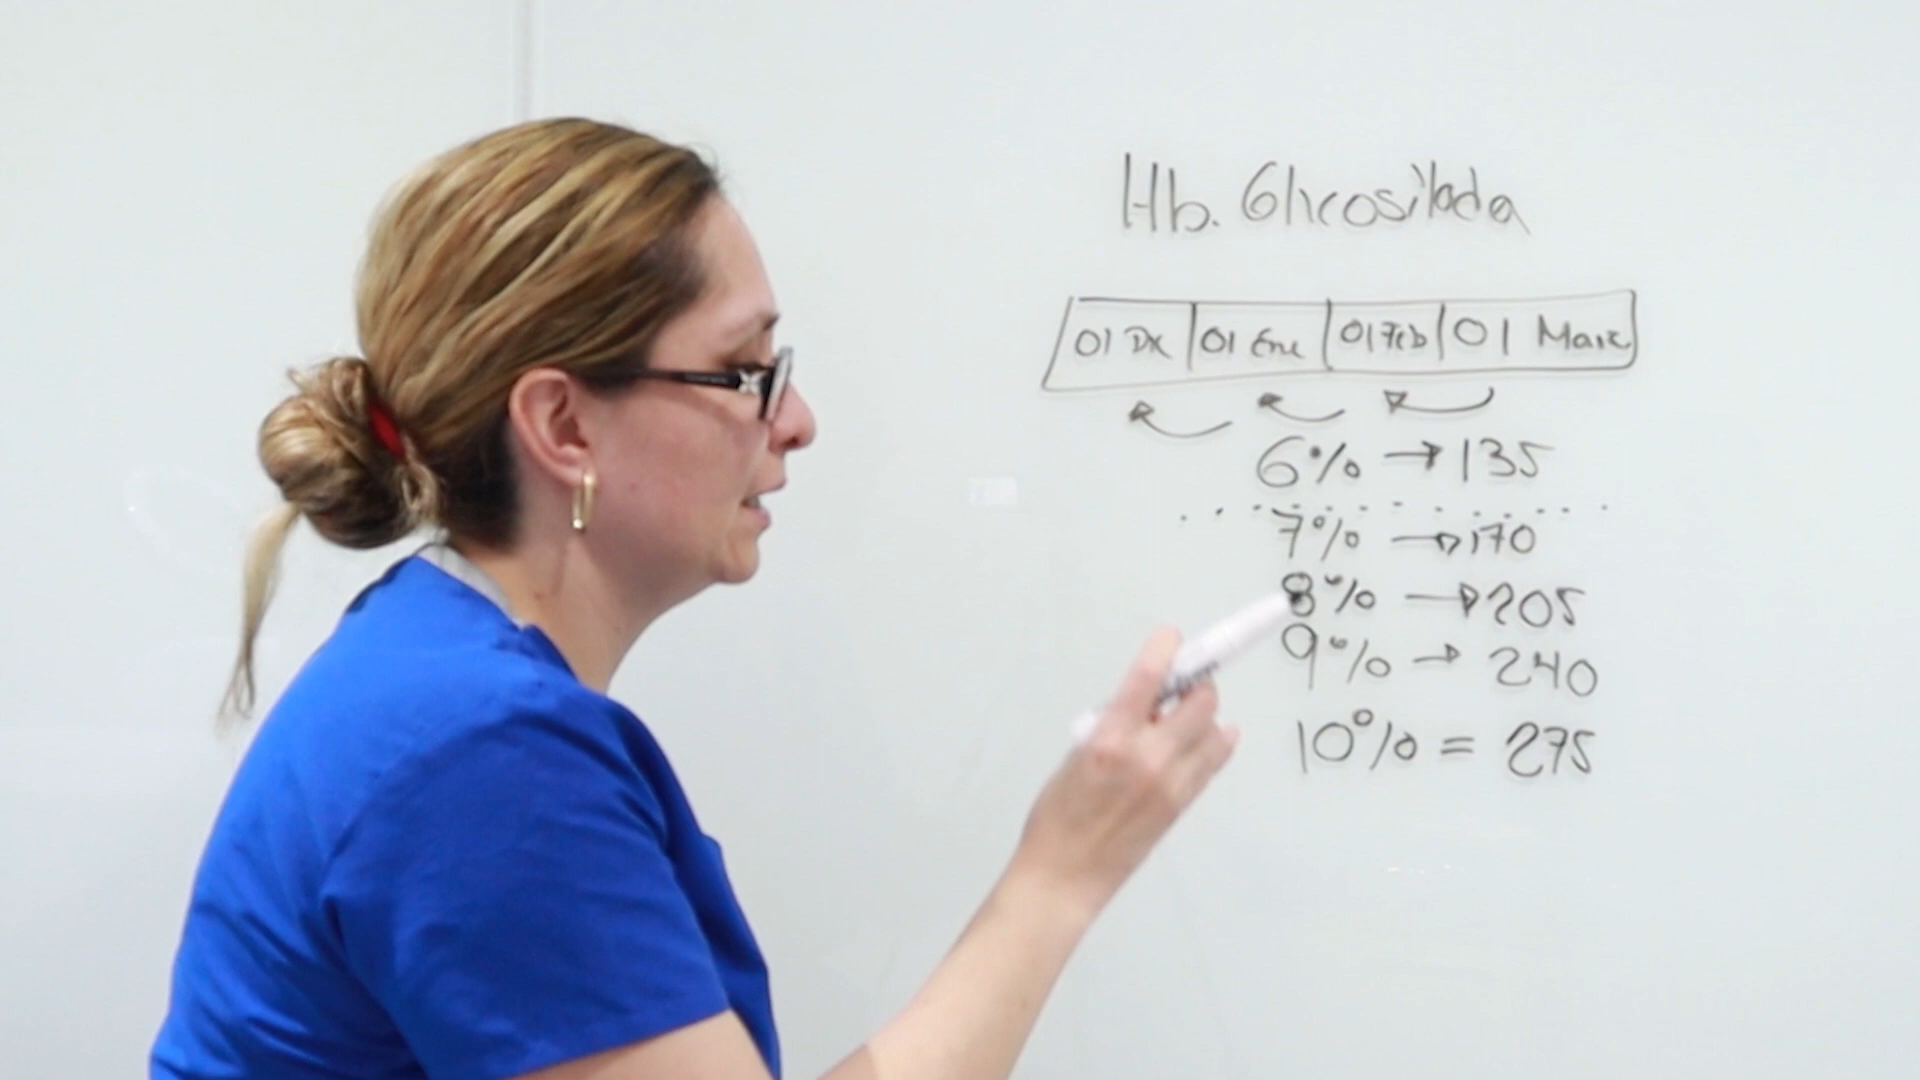 Hb. Glicosilada
01 Dic 01 Ene 01 Feb 01 Marz
6% → 135
7% → 170
8% → 205
9% → 240
10% = 275